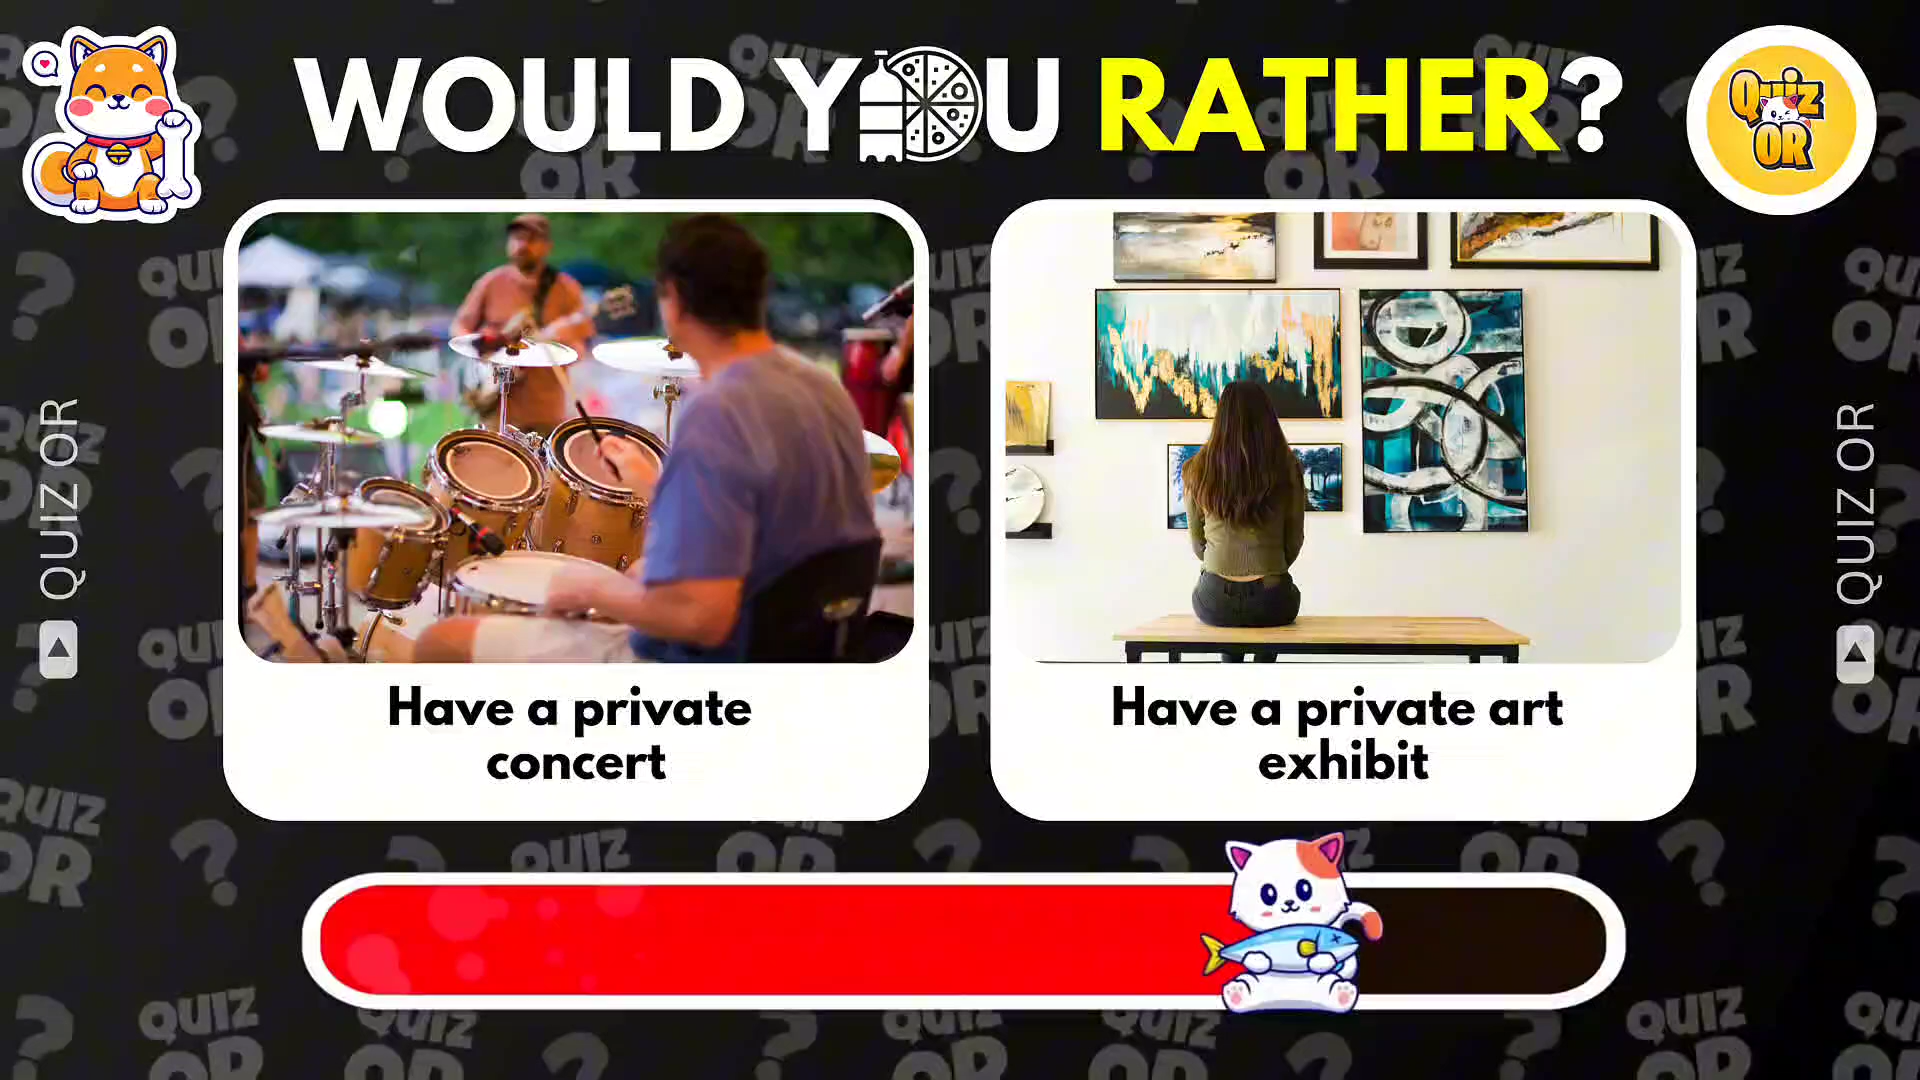 WOULD YOU RATHER?
Quiz
OR
Have a private
concert
Have a private art
exhibit
QUIZ OR
QUIZ OR